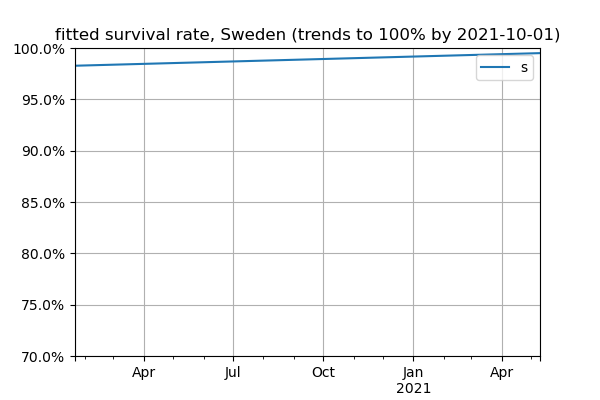 fitted survival rate, Sweden (trends to 100% by 2021-10-01)
100.0%
s
95.0%
90.0%
85.0%
80.0%
75.0%
70.0%
Apr Jul Oct Jan Apr
2021